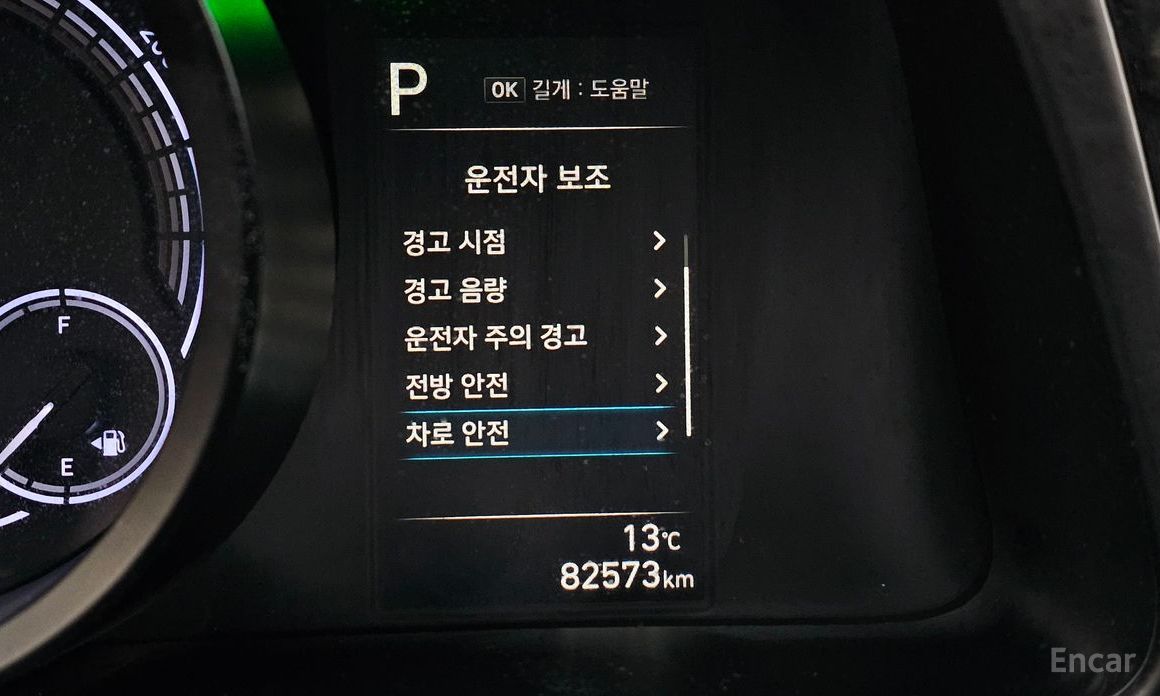 P
OK 길게 : 도움말
운전자 보조
경고 시점
경고 음량
운전자 주의 경고
전방 안전
차로 안전
F
E
13℃
82573km
Encar